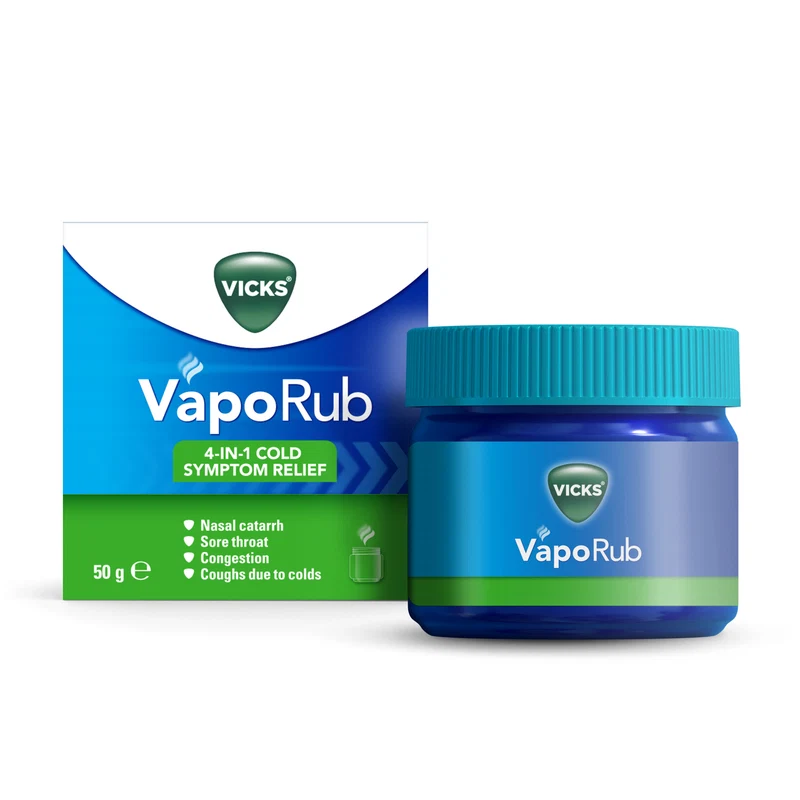 VICKS®
VapoRub
4-IN-1 COLD
SYMPTOM RELIEF
Nasal catarrh
Sore throat
Congestion
Coughs due to colds
50 g ℮
VICKS®
VapoRub